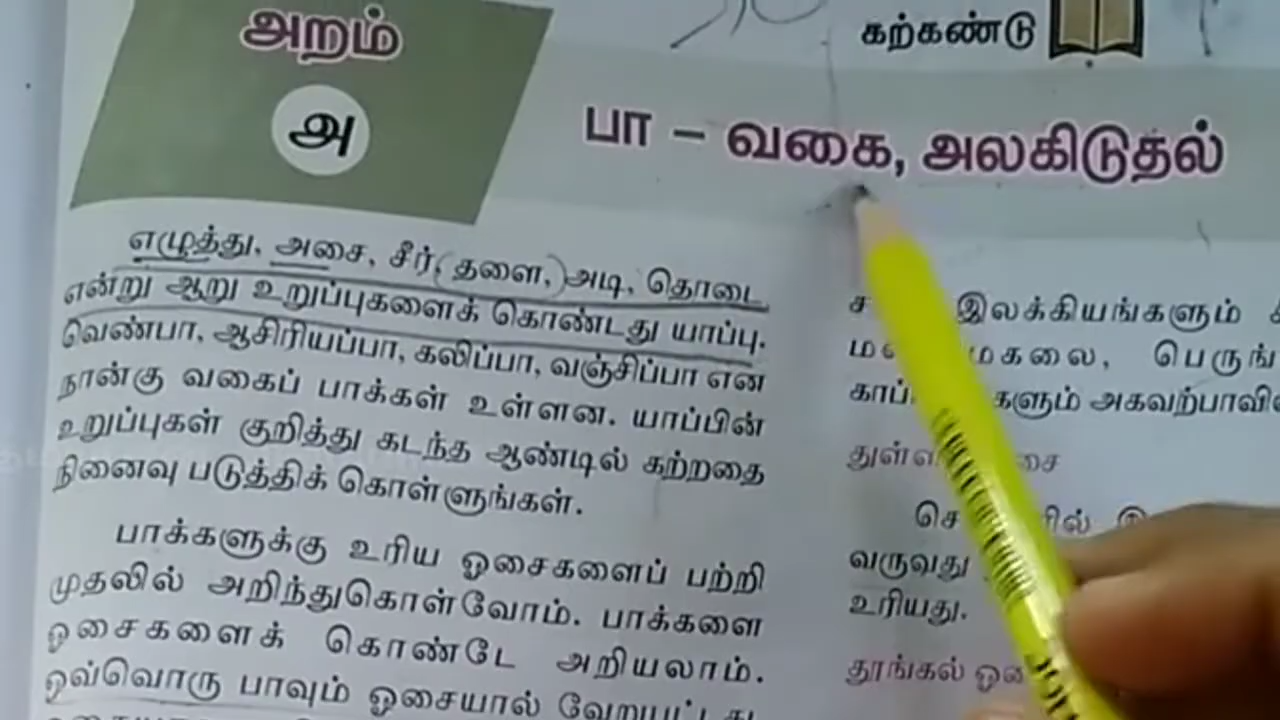 அறம்
அ
கற்கண்டு
பா – வகை, அலகிடுதல்
எழுத்து, அசை, சீர், தளை, அடி, தொடை
என்று ஆறு உறுப்புகளைக் கொண்டது யாப்பு.
வெண்பா, ஆசிரியப்பா, கலிப்பா, வஞ்சிப்பா என
நான்கு வகைப் பாக்கள் உள்ளன. யாப்பின்
உறுப்புகள் குறித்து கடந்த ஆண்டில் கற்றதை
நினைவு படுத்திக் கொள்ளுங்கள்.
பாக்களுக்கு உரிய ஓசைகளைப் பற்றி
முதலில் அறிந்துகொள்வோம். பாக்களை
ஓசைகளைக் கொண்டே அறியலாம்.
ஒவ்வொரு பாவும் ஓசையால் வேறுபட்டது
இலக்கியங்களும்
பெருங்
அகவற்பாவில்
வருவது
உரியது.
தூங்கல்